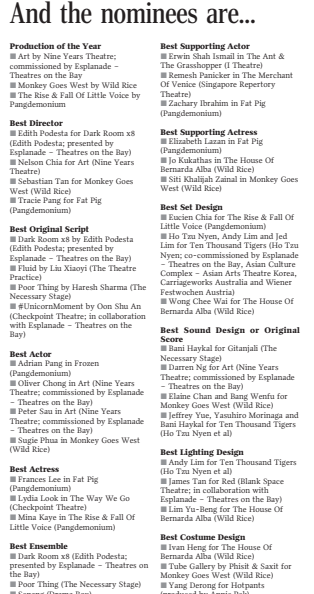 And the nominees are...
Production of the Year
■ Art by Nine Years Theatre;
commissioned by Esplanade –
Theatres on the Bay
■ Monkey Goes West by Wild Rice
■ The Rise & Fall Of Little Voice by
Pangdemonium
Best Director
■ Edith Podesta for Dark Room x8
(Edith Podesta; presented by
Esplanade – Theatres on the Bay)
■ Nelson Chia for Art (Nine Years
Theatre)
■ Sebastian Tan for Monkey Goes
West (Wild Rice)
■ Tracie Pang for Fat Pig
(Pangdemonium)
Best Original Script
■ Dark Room x8 by Edith Podesta
(Edith Podesta; presented by
Esplanade – Theatres on the Bay)
■ Fluid by Liu Xiaoyi (The Theatre
Practice)
■ Poor Thing by Haresh Sharma (The
Necessary Stage)
■ #UnicornMoment by Oon Shu An
(Checkpoint Theatre; in collaboration
with Esplanade – Theatres on the
Bay)
Best Actor
■ Adrian Pang in Frozen
(Pangdemonium)
■ Oliver Chong in Art (Nine Years
Theatre; commissioned by Esplanade
– Theatres on the Bay)
■ Peter Sau in Art (Nine Years
Theatre; commissioned by Esplanade
– Theatres on the Bay)
■ Sugie Phua in Monkey Goes West
(Wild Rice)
Best Actress
■ Frances Lee in Fat Pig
(Pangdemonium)
■ Lydia Look in The Way We Go
(Checkpoint Theatre)
■ Mina Kaye in The Rise & Fall Of
Little Voice (Pangdemonium)
Best Ensemble
■ Dark Room x8 (Edith Podesta;
presented by Esplanade – Theatres on
the Bay)
■ Poor Thing (The Necessary Stage)
Best Supporting Actor
■ Erwin Shah Ismail in The Ant &
The Grasshopper (I Theatre)
■ Remesh Panicker in The Merchant
Of Venice (Singapore Repertory
Theatre)
■ Zachary Ibrahim in Fat Pig
(Pangdemonium)
Best Supporting Actress
■ Elizabeth Lazan in Fat Pig
(Pangdemonium)
■ Jo Kukathas in The House Of
Bernarda Alba (Wild Rice)
■ Siti Khalijah Zainal in Monkey Goes
West (Wild Rice)
Best Set Design
■ Eucien Chia for The Rise & Fall Of
Little Voice (Pangdemonium)
■ Ho Tzu Nyen, Andy Lim and Jed
Lim for Ten Thousand Tigers (Ho Tzu
Nyen; co-commissioned by Esplanade
– Theatres on the Bay, Asian Culture
Complex – Asian Arts Theatre Korea,
Carriageworks Australia and Wiener
Festwochen Austria)
■ Wong Chee Wai for The House Of
Bernarda Alba (Wild Rice)
Best Sound Design or Original
Score
■ Bani Haykal for Gitanjali (The
Necessary Stage)
■ Darren Ng for Art (Nine Years
Theatre; commissioned by Esplanade
– Theatres on the Bay)
■ Elaine Chan and Bang Wenfu for
Monkey Goes West (Wild Rice)
■ Jeffrey Yue, Yasuhiro Morinaga and
Bani Haykal for Ten Thousand Tigers
(Ho Tzu Nyen et al)
Best Lighting Design
■ Andy Lim for Ten Thousand Tigers
(Ho Tzu Nyen et al)
■ James Tan for Red (Blank Space
Theatre; in collaboration with
Esplanade – Theatres on the Bay)
■ Lim Yu-Beng for The House Of
Bernarda Alba (Wild Rice)
Best Costume Design
■ Ivan Heng for The House Of
Bernarda Alba (Wild Rice)
■ Tube Gallery by Phisit & Saxit for
Monkey Goes West (Wild Rice)
■ Yang Derong for Hotpants